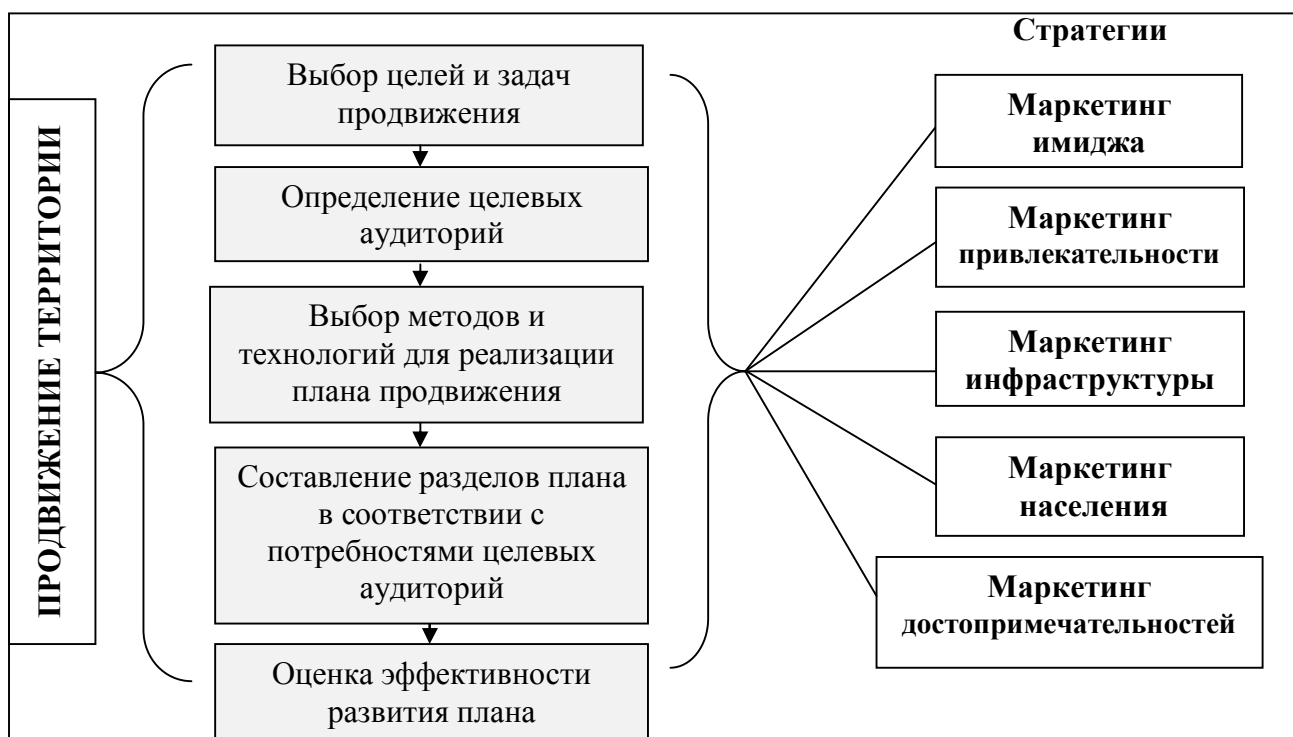 ПРОДВИЖЕНИЕ ТЕРРИТОРИИ
Выбор целей и задач
продвижения
Определение целевых
аудиторий
Выбор методов и
технологий для реализации
плана продвижения
Составление разделов плана
в соответствии с
потребностями целевых
аудиторий
Оценка эффективности
развития плана
Стратегии
Маркетинг
имиджа
Маркетинг
привлекательности
Маркетинг
инфраструктуры
Маркетинг
населения
Маркетинг
достопримечательностей